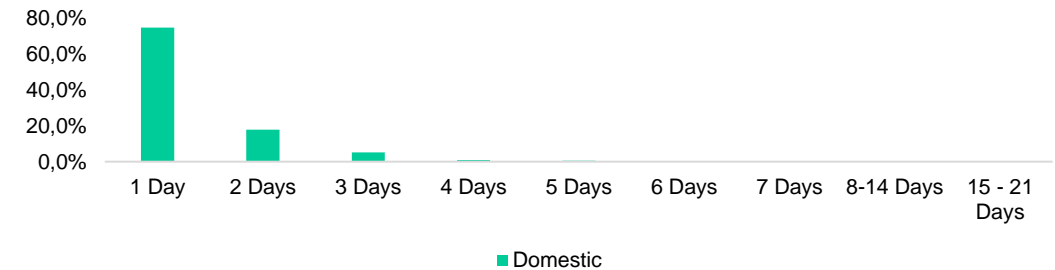 80,0%
60,0%
40,0%
20,0%
0,0%
1 Day 2 Days 3 Days 4 Days 5 Days 6 Days 7 Days 8-14 Days 15 - 21
Days
Domestic